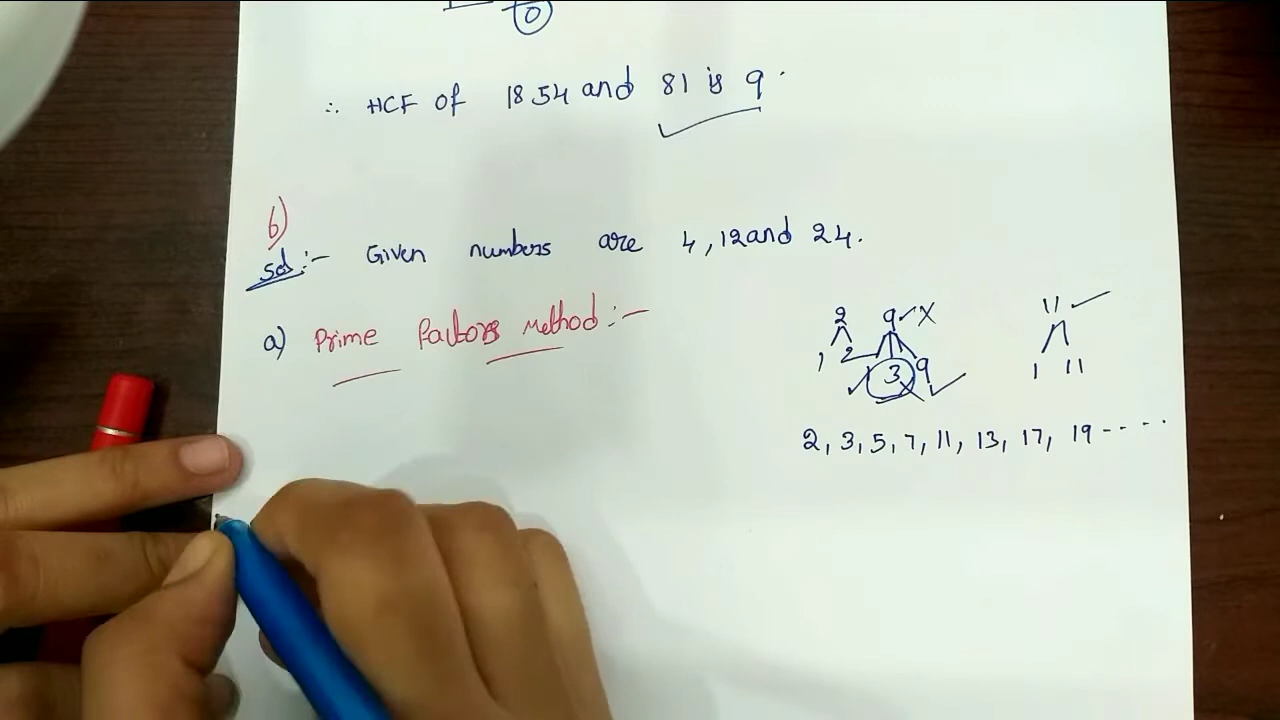 0
∴ HCF of 1854 and 81 is 9.
b)
Sol:- Given numbers are 4, 12 and 24.
a) Prime factors method:-
2 9 ✓ X 11 ✓
1 2 3 9 1 11
2, 3, 5, 7, 11, 13, 17, 19 - - - -